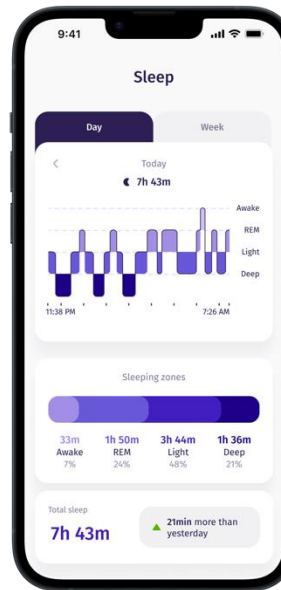 9:41
Sleep
Day Week
Today
7h 43m
Awake
REM
Light
Deep
11:38 PM 7:26 AM
Sleeping zones
33m 1h 50m 3h 44m 1h 36m
Awake REM Light Deep
7% 24% 48% 21%
Total sleep
7h 43m
21min more than
yesterday